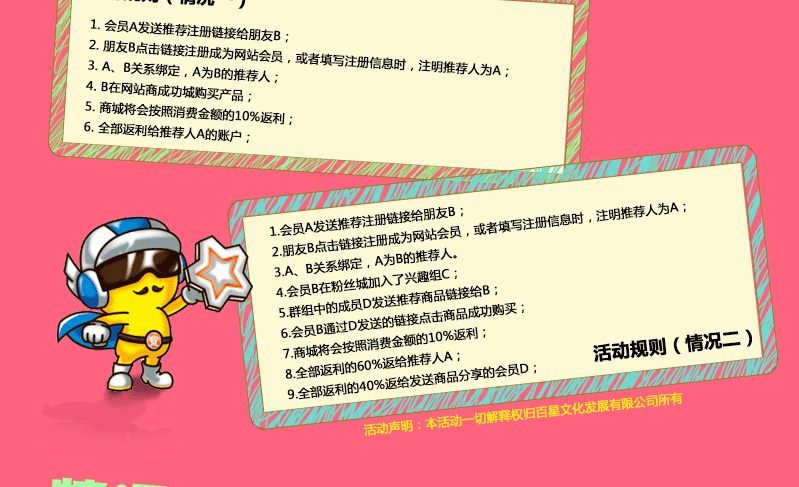 规则（情况一）
1. 会员A发送推荐注册链接给朋友B；
2. 朋友B点击链接注册成为网站会员，或者填写注册信息时，注明推荐人为A；
3. A、B关系绑定，A为B的推荐人；
4. B在网站商成功城购买产品；
5. 商城将会按照消费金额的10%返利；
6. 全部返利给推荐人A的账户；
1.会员A发送推荐注册链接给朋友B；
2.朋友B点击链接注册成为网站会员，或者填写注册信息时，注明推荐人为A；
3.A、B关系绑定，A为B的推荐人。
4.会员B在粉丝城加入了兴趣组C；
5.群组中的成员D发送推荐商品链接给B；
6.会员B通过D发送的链接点击商品成功购买；
7.商城将会按照消费金额的10%返利；
8.全部返利的60%返给推荐人A；
9.全部返利的40%返给发送商品分享的会员D；
活动规则（情况二）
活动声明：本活动一切解释权归百星文化发展有限公司所有